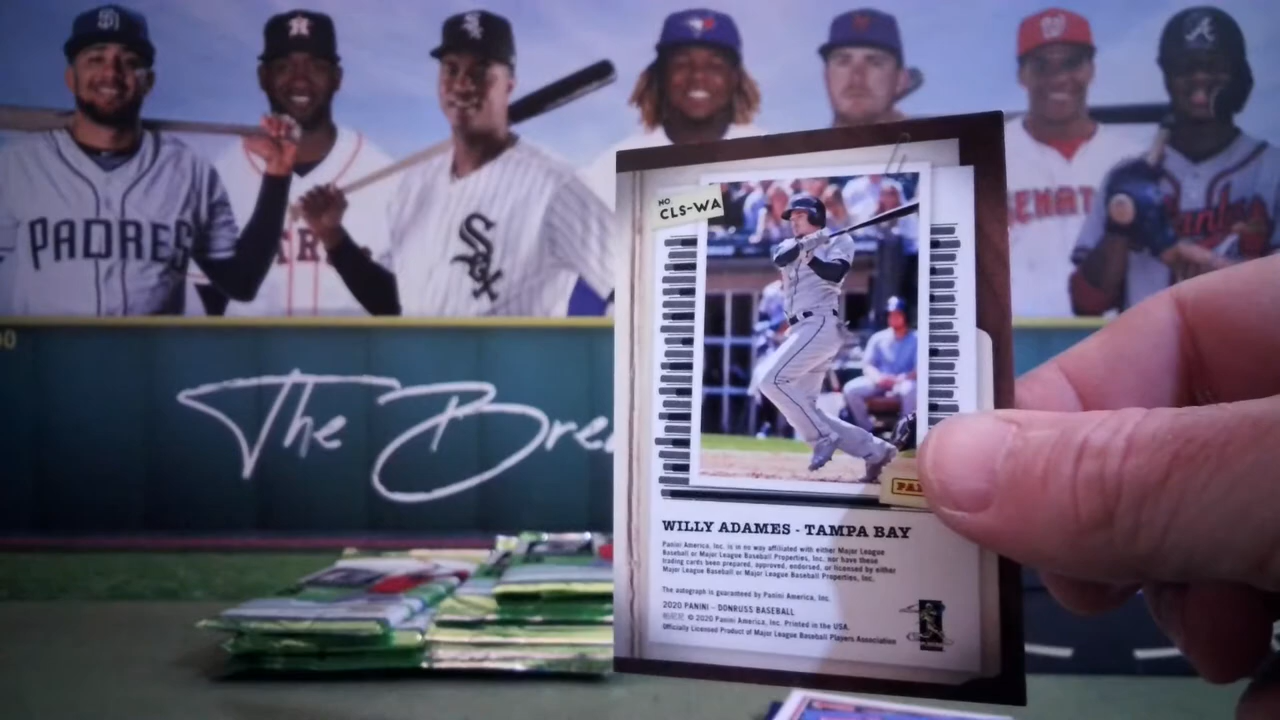 PADRES
Sox
The
NO
CLS-WA
WILLY ADAMES - TAMPA BAY
Panini America, Inc. is in no way affiliated with either Major League
Baseball or Major League Baseball Properties, Inc. nor have these
trading cards been prepared, approved, endorsed, or licensed by either
Major League Baseball or Major League Baseball Properties, Inc.
The autograph is guaranteed by Panini America, Inc.
2020 PANINI - DONRUSS BASEBALL
© 2020 Panini America, Inc. Printed in the USA.
Officially Licensed Product of Major League Baseball Players Association